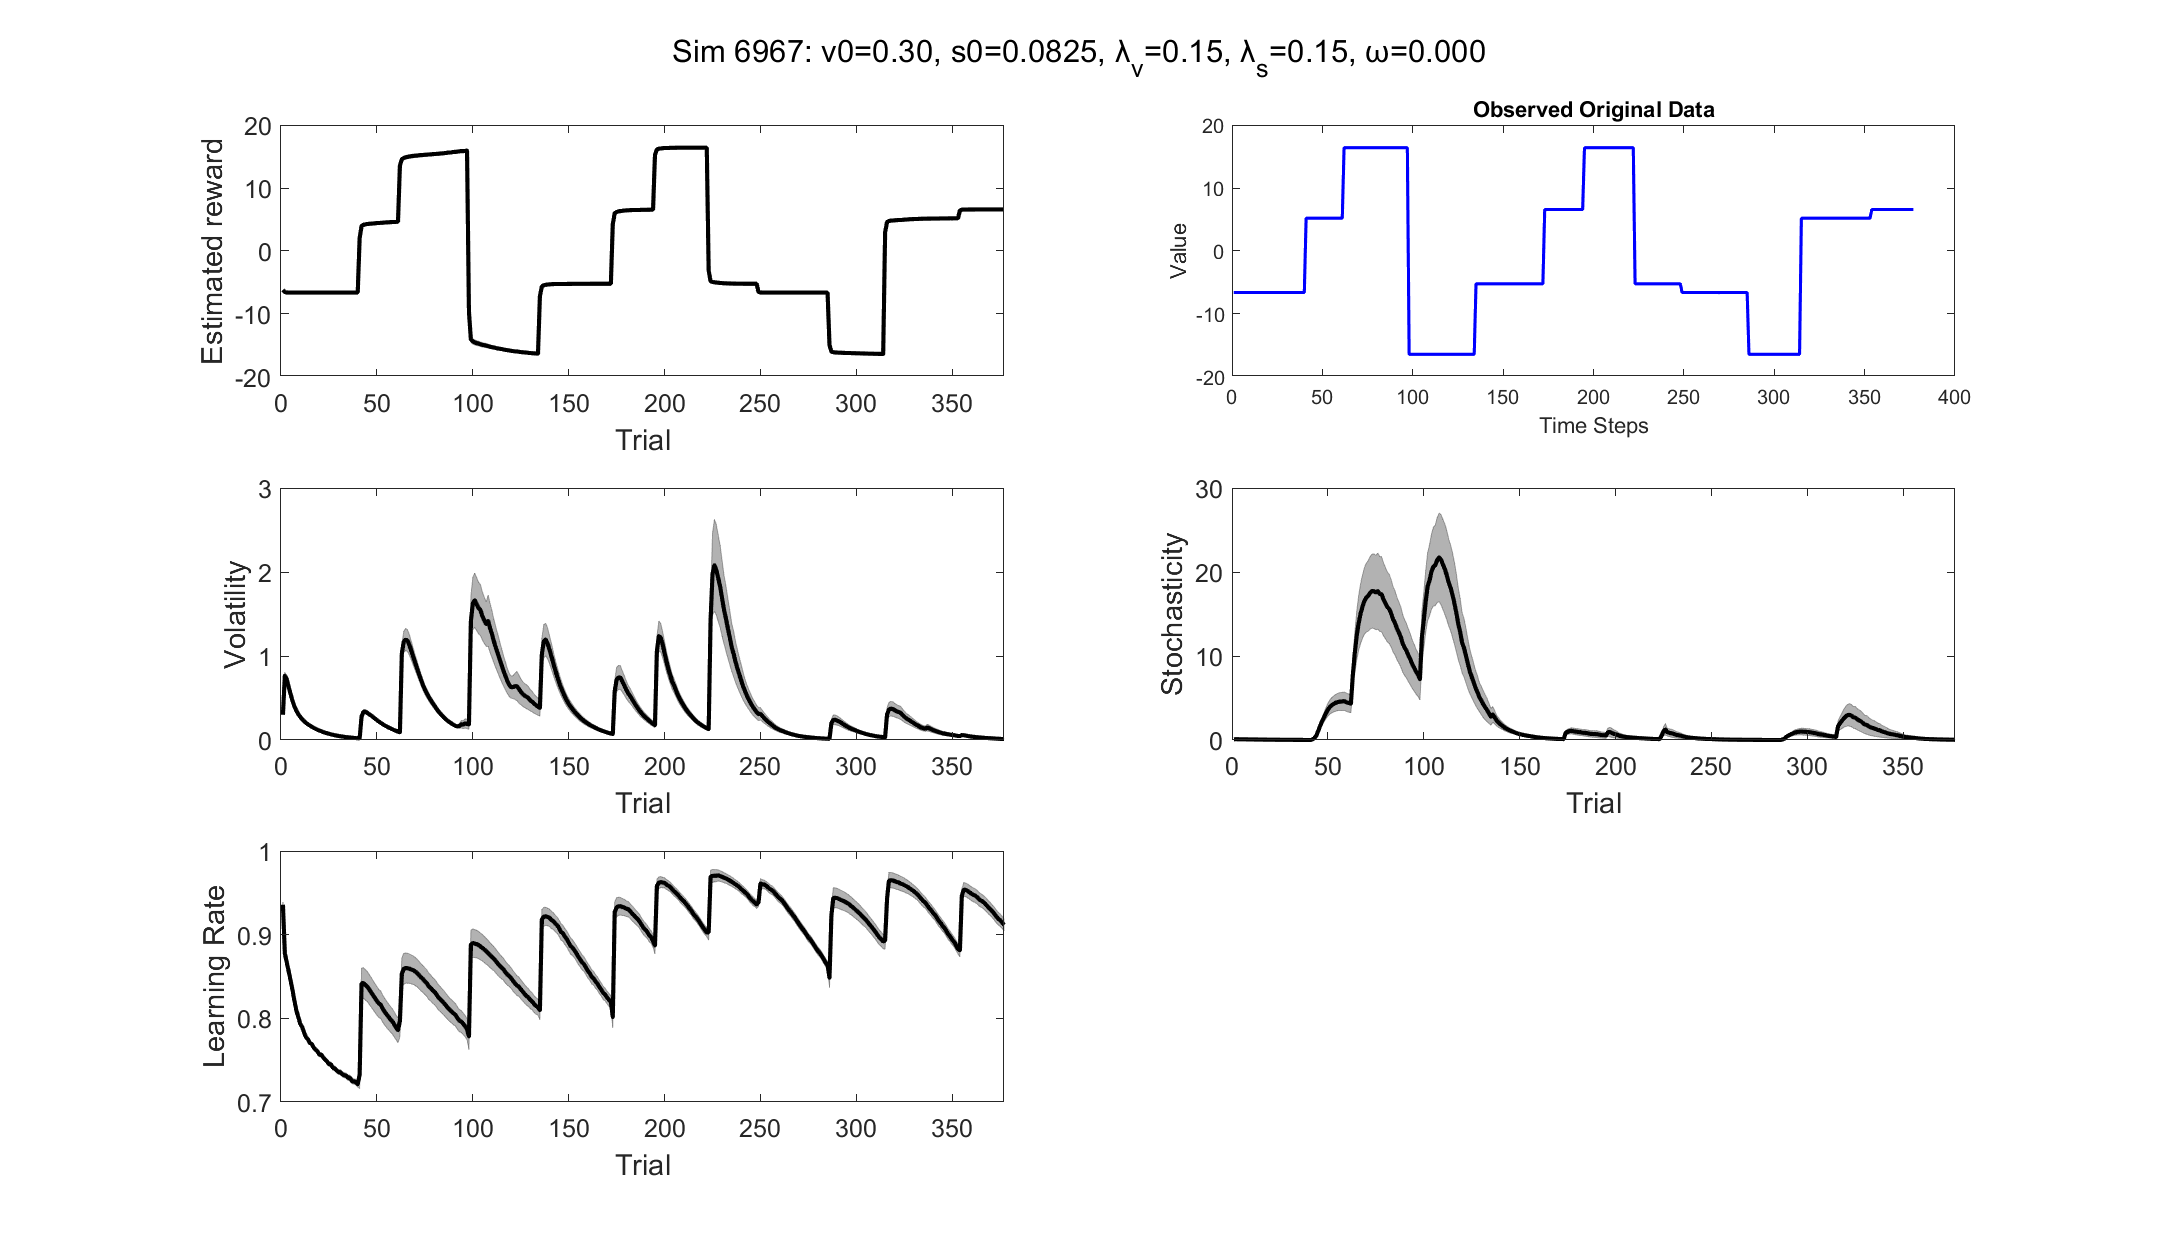 Sim 6967: v0=0.30, s0=0.0825, λ_v=0.15, λ_s=0.15, ω=0.000
Estimated reward
20
10
0
-10
-20
0 50 100 150 200 250 300 350
Trial
Observed Original Data
Value
20
10
0
-10
-20
0 50 100 150 200 250 300 350 400
Time Steps
Volatility
3
2
1
0
0 50 100 150 200 250 300 350
Trial
Stochasticity
30
20
10
0
0 50 100 150 200 250 300 350
Trial
Learning Rate
1
0.9
0.8
0.7
0 50 100 150 200 250 300 350
Trial